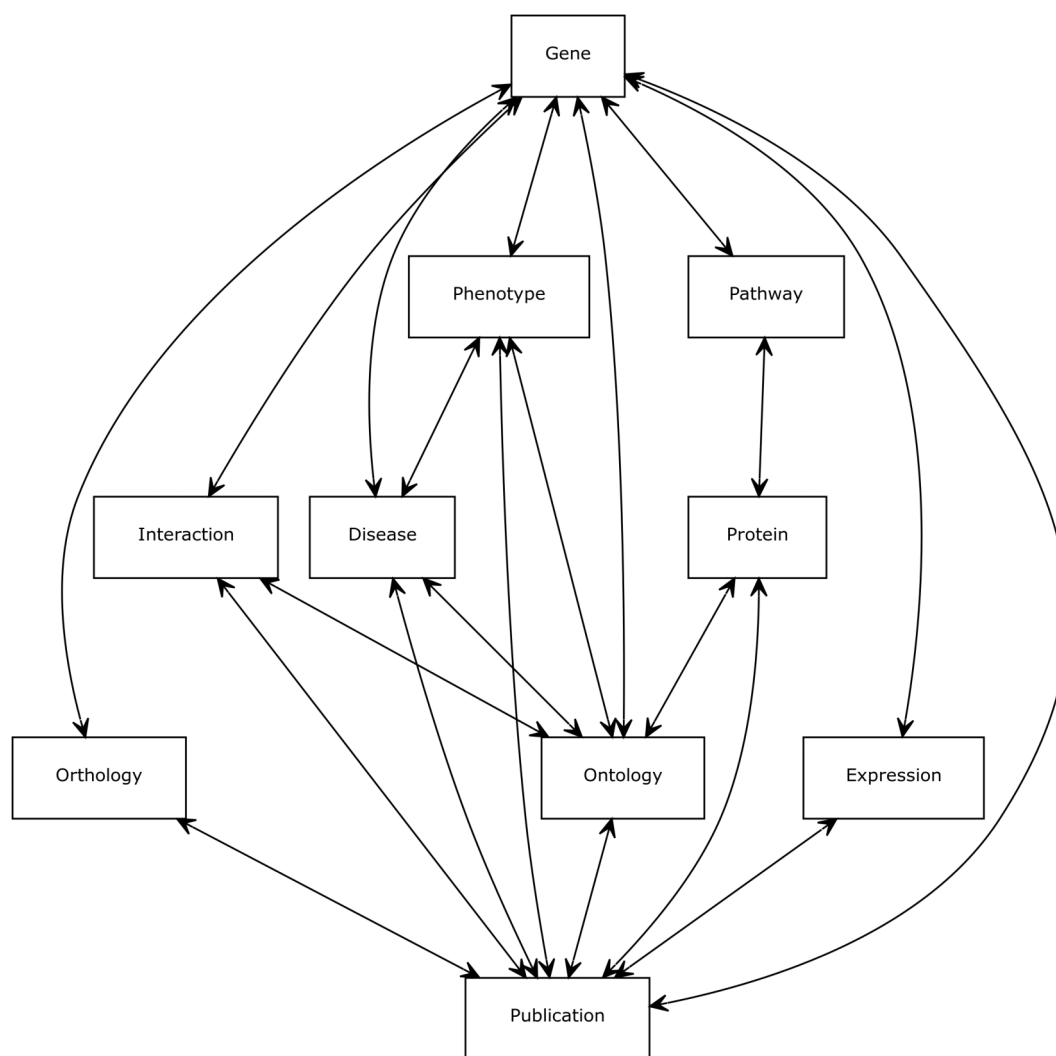 Gene
Phenotype
Pathway
Interaction
Disease
Protein
Orthology
Ontology
Expression
Publication